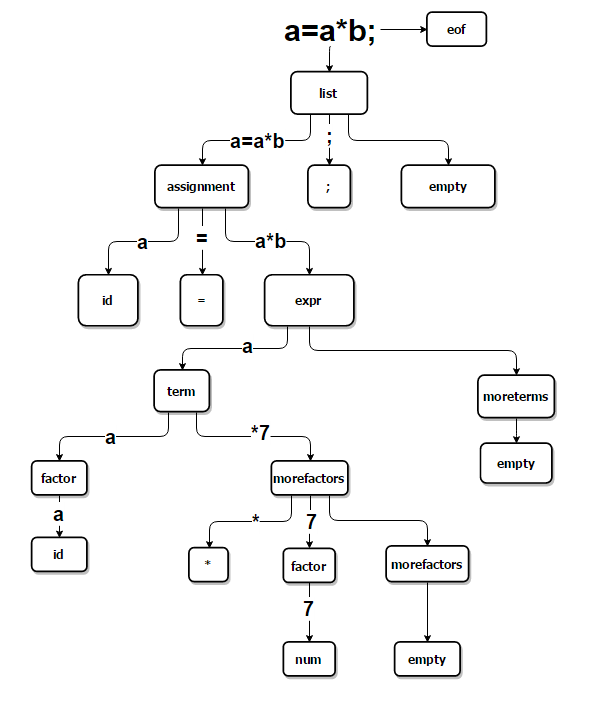 a=a*b;
eof
list
a=a*b
;
assignment
;
empty
a
=
a*b
id
=
expr
a
term
moreterms
a
*7
empty
factor
morefactors
a
*
7
id
*
factor
morefactors
7
num
empty